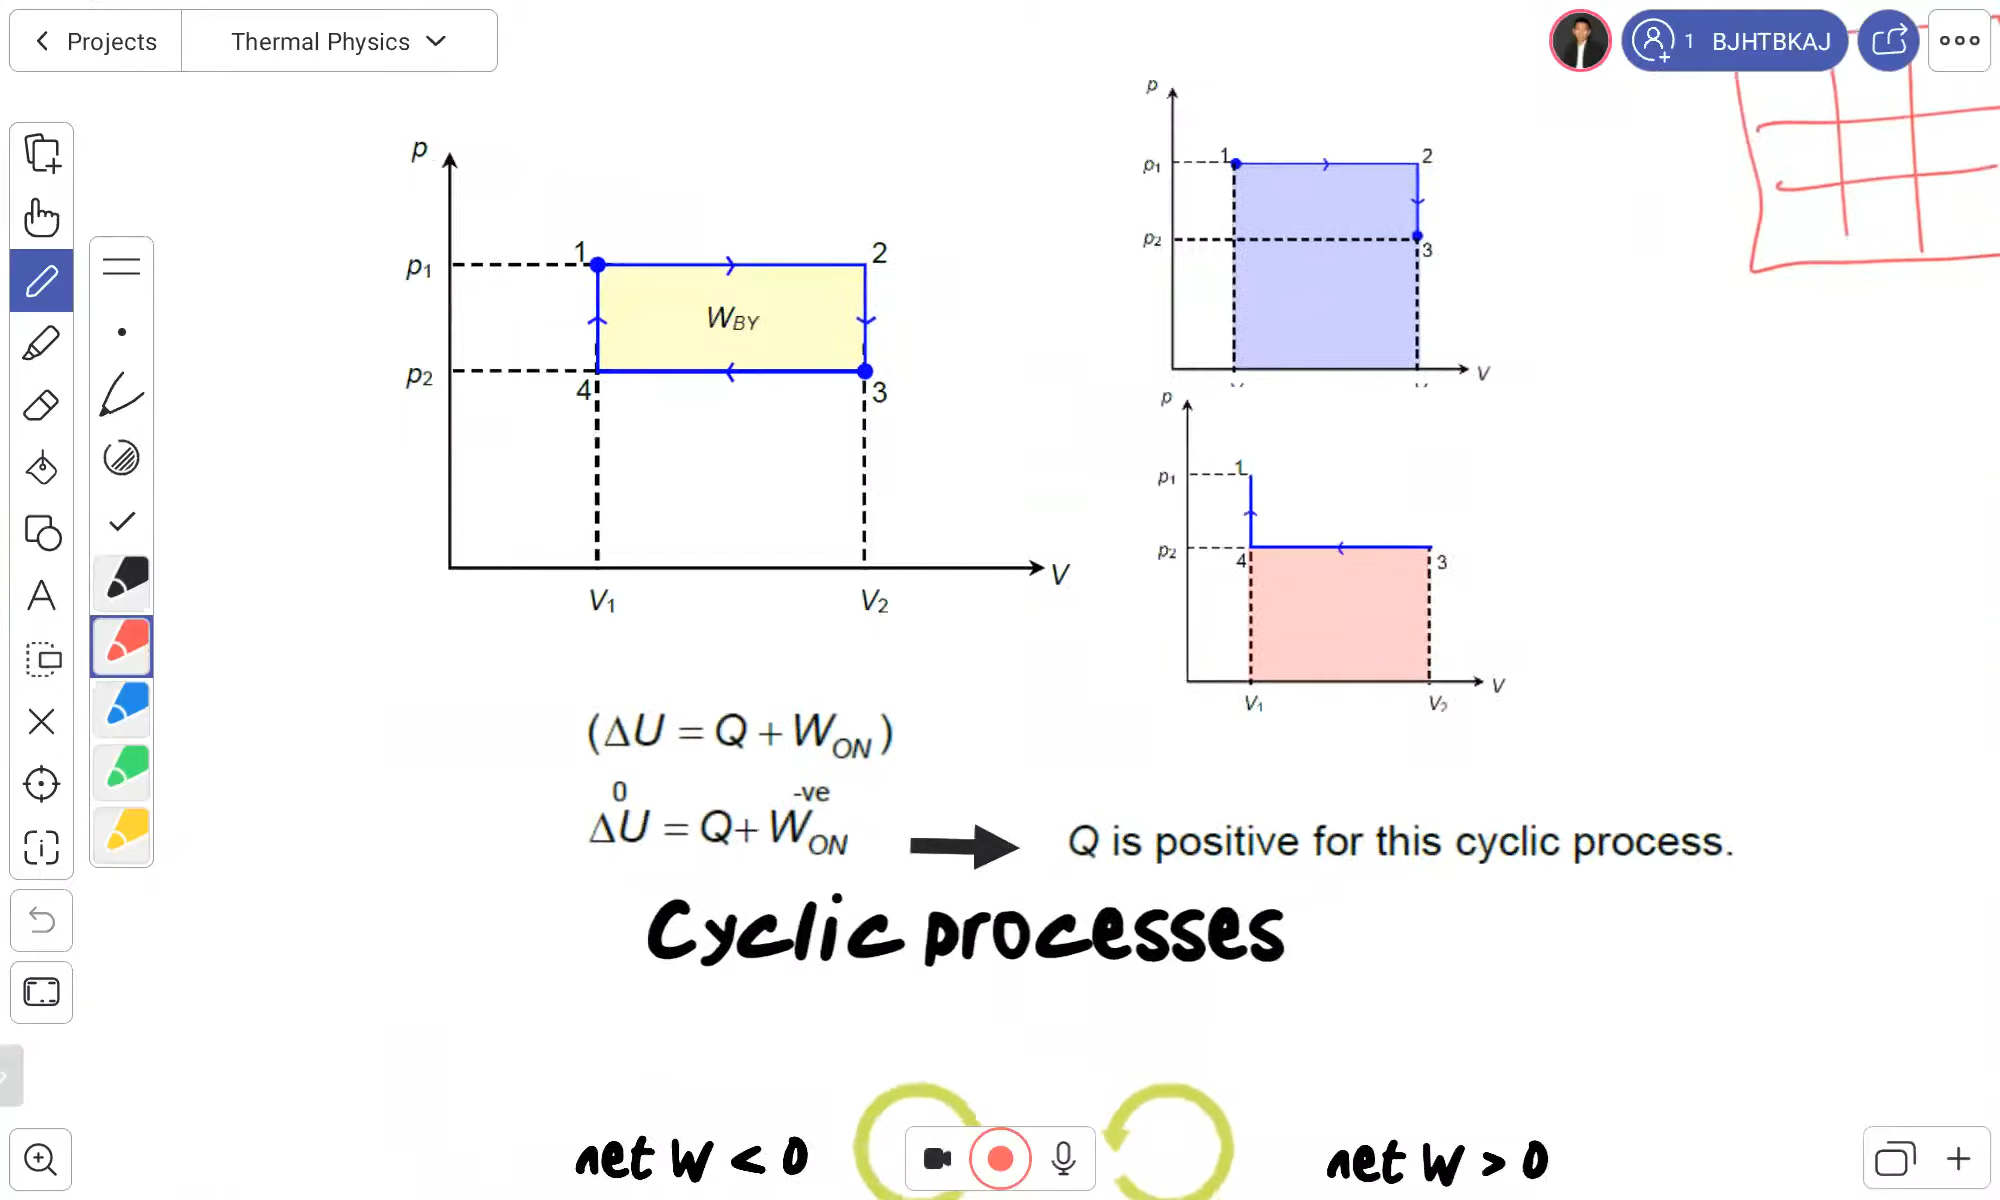 Projects
Thermal Physics
1 BJHTBKAJ
p
p1
1
2
WBY
p2
4
3
V
V1
V2
p
p1
1
2
p2
3
V
p
p1
1
p2
4
3
V
V1
V2
(ΔU = Q + WON)
0
-ve
ΔU = Q+ WON
Q is positive for this cyclic process.
Cyclic processes
net W < 0
net W > 0